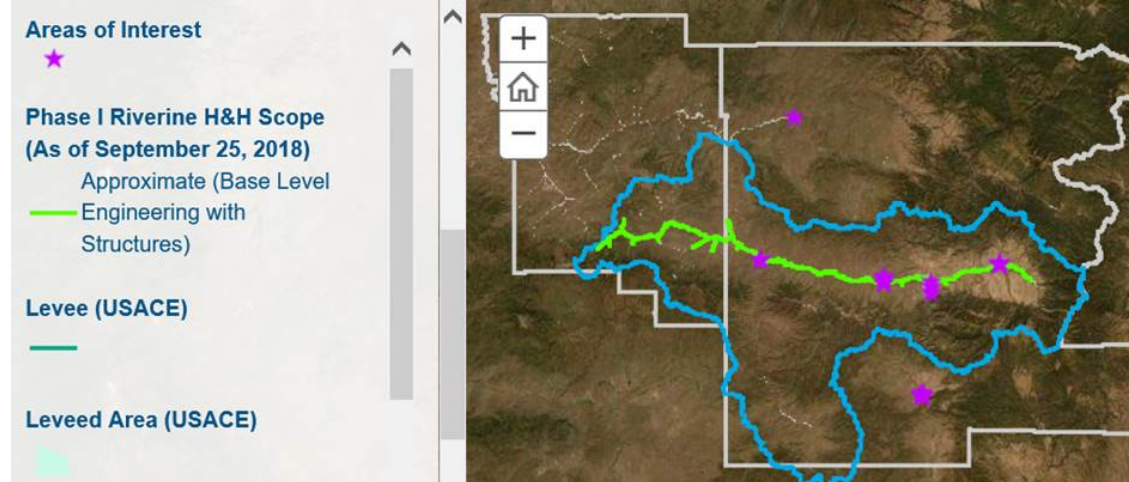 Areas of Interest
Phase I Riverine H&H Scope
(As of September 25, 2018)
Approximate (Base Level
Engineering with
Structures)
Levee (USACE)
Leveed Area (USACE)